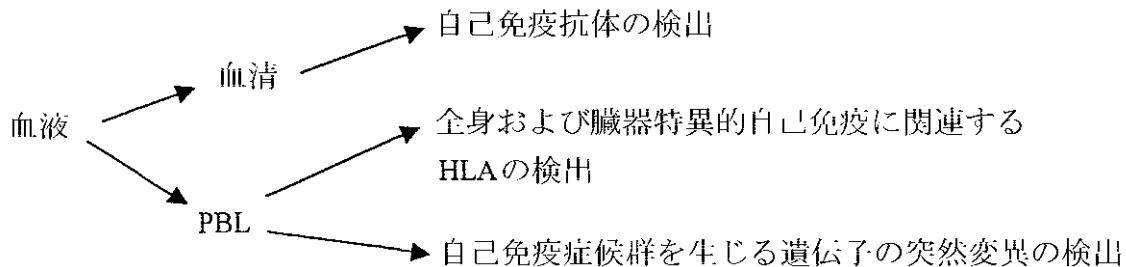 自己免疫抗体の検出
血清
血液
全身および臓器特異的自己免疫に関連する
HLAの検出
PBL
自己免疫症候群を生じる遺伝子の突然変異の検出